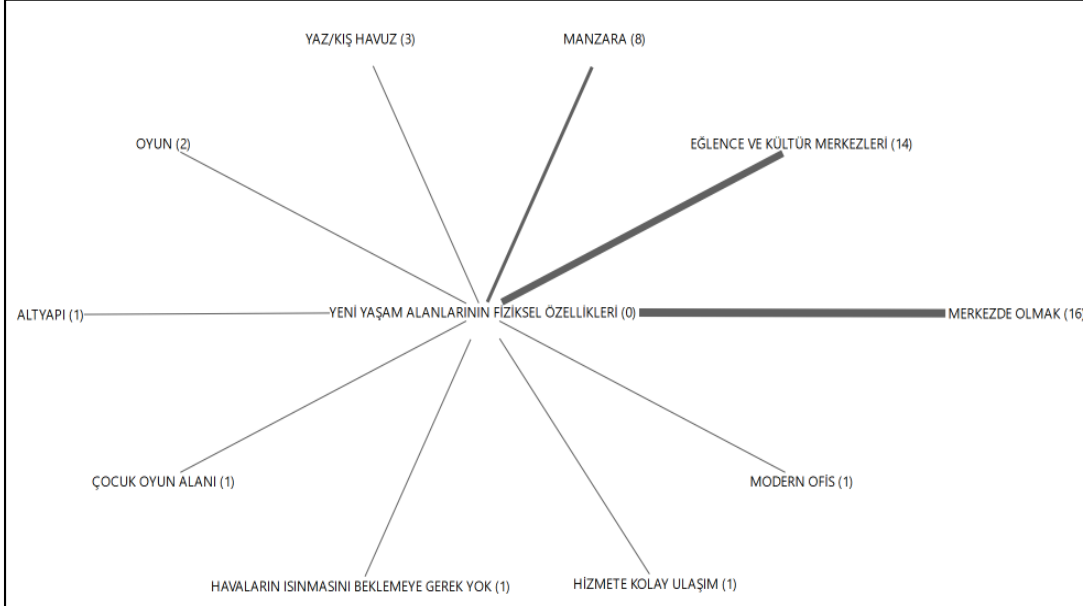 YAZ/KIŞ HAVUZ (3)
MANZARA (8)
OYUN (2)
EĞLENCE VE KÜLTÜR MERKEZLERİ (14)
ALTYAPI (1)
YENİ YAŞAM ALANLARININ FİZİKSEL ÖZELLİKLERİ (0)
MERKEZDE OLMAK (16)
ÇOCUK OYUN ALANI (1)
MODERN OFİS (1)
HAVALARIN ISINMASINI BEKLEMEYE GEREK YOK (1)
HİZMETE KOLAY ULAŞIM (1)